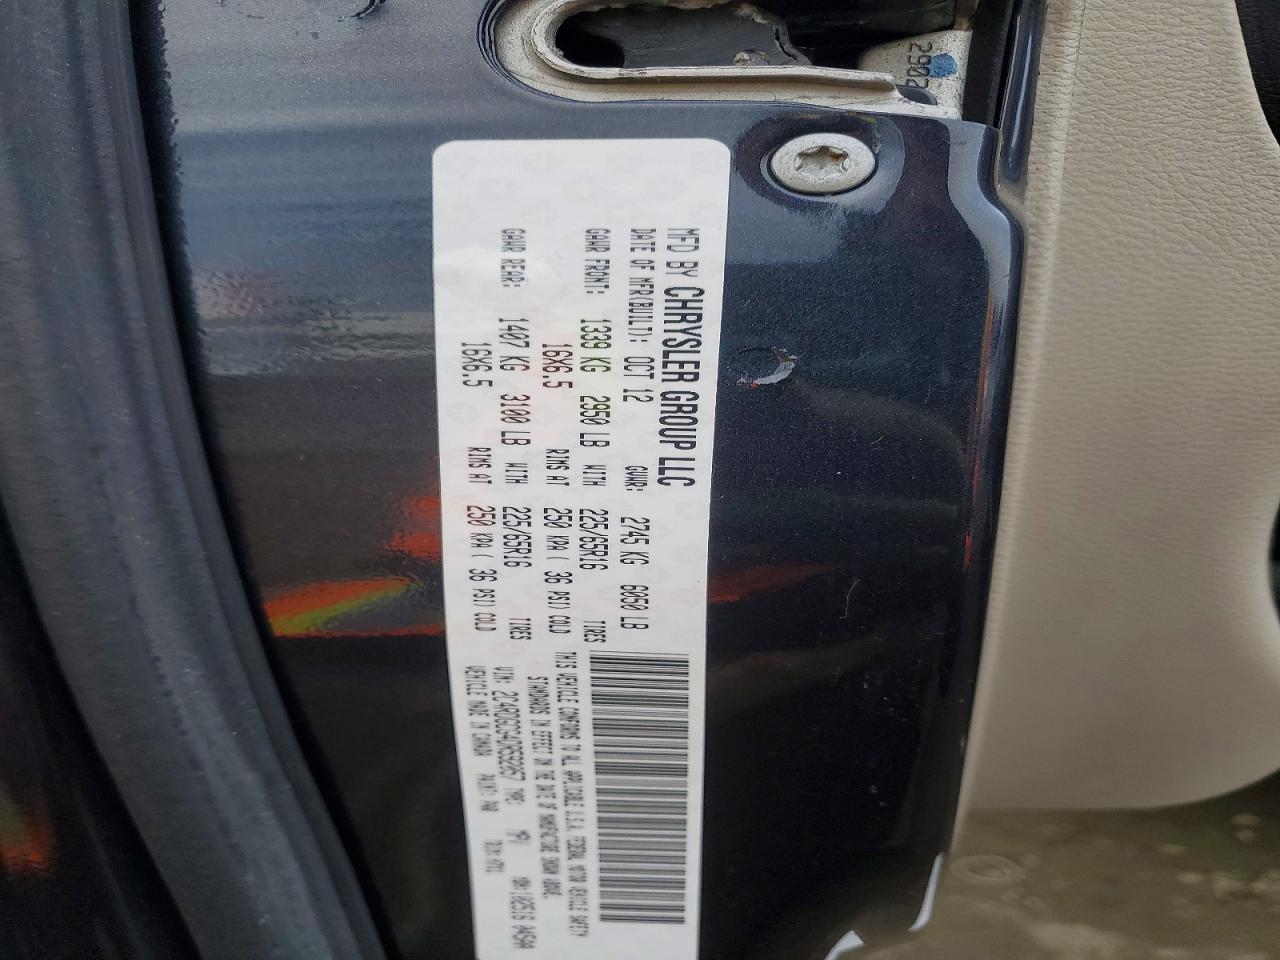 MFD BY CHRYSLER GROUP LLC
DATE OF MFR(BUILT): OCT 12 GVWR: 2745 KG 6050 LB
GAWR FRONT: 1339 KG 2950 LB WITH 225/65R16 TIRES
16X6.5 RIMS AT 250 KPA( 36 PSI) COLD
GAWR REAR: 1407 KG 3100 LB WITH 225/65R16 TIRES
16X6.5 RIMS AT 250 KPA( 36 PSI) COLD
THIS VEHICLE CONFORMS TO ALL APPLICABLE U.S.A. FEDERAL MOTOR VEHICLE SAFETY
STANDARDS IN EFFECT ON THE DATE OF MANUFACTURE SHOWN ABOVE.
VIN: TYPE:
VEHICLE MADE IN CANADA PAINT:
2902